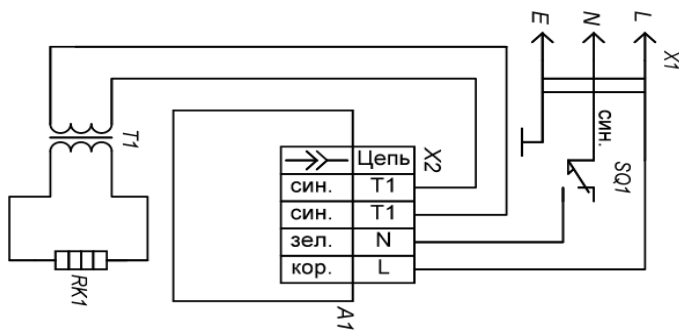 E N L
X1
T1
X2
Цепь
син. T1
син. T1
зел. N
кор. L
син.
SQ1
RK1
A1